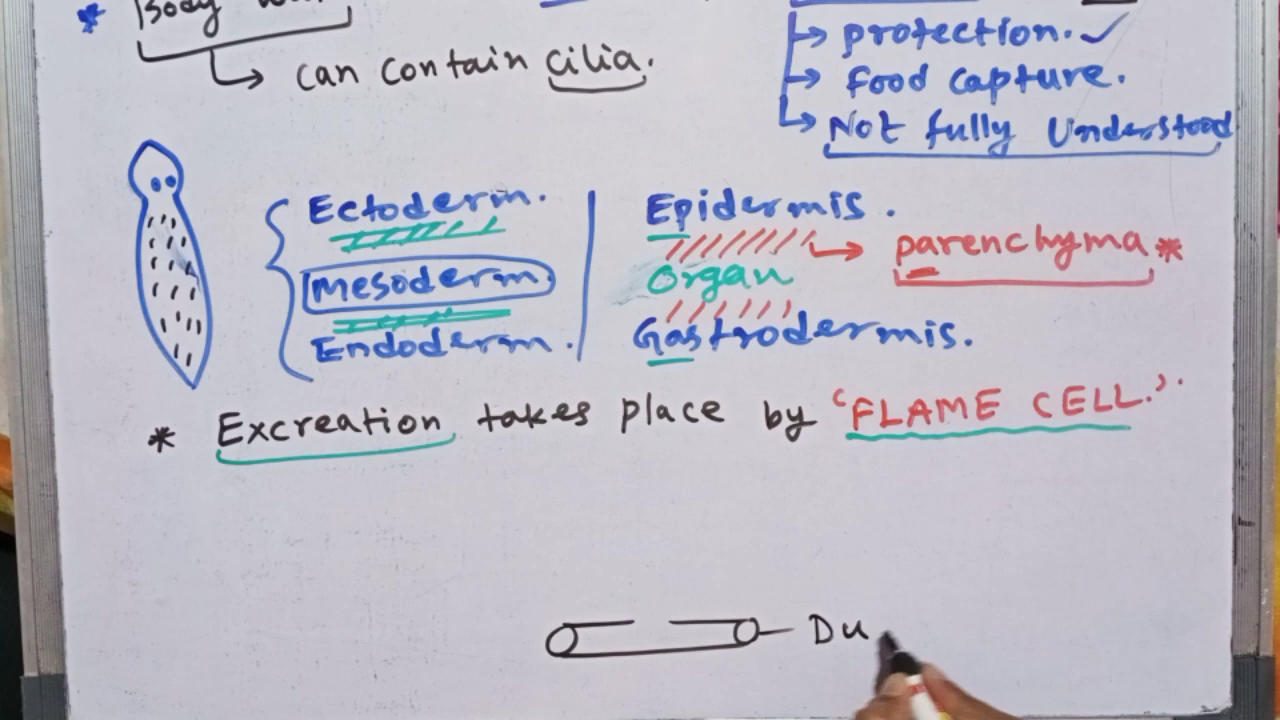 * Body
can contain cilia.
protection. ✓
Food capture.
Not fully Understood
Ectoderm.
Mesoderm.
Endoderm.
Epidermis.
parenchyma *
Organ
Gastrodermis.
* Excreation takes place by ‘FLAME CELL.’.
Du